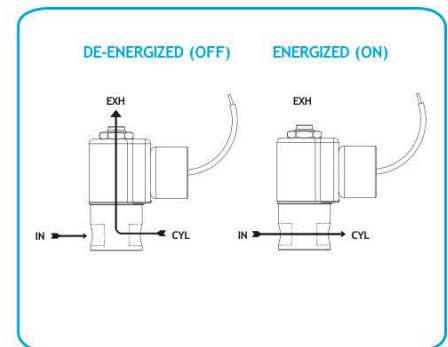 DE-ENERGIZED (OFF) ENERGIZED (ON)
EXH EXH
IN CYL IN CYL